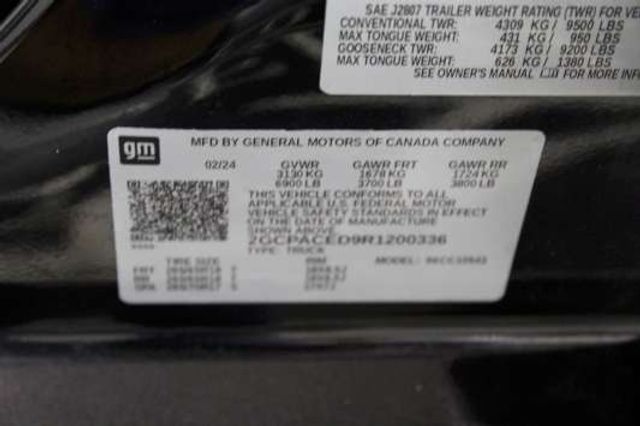 SAE J2807 TRAILER WEIGHT RATING (TWR) FOR
CONVENTIONAL TWR: 4309 KG / 9500 LBS
MAX TONGUE WEIGHT: 431 KG / 950 LBS
GOOSENECK TWR: 4173 KG / 9200 LBS
MAX TONGUE WEIGHT: 626 KG / 1380 LBS
SEE OWNER'S MANUAL FOR MORE
gm
MFD BY GENERAL MOTORS OF CANADA COMPANY
02/24 GVWR GAWR FRT GAWR RR
3130 KG 1678 KG 1724 KG
6900 LB 3700 LB 3800 LB
THIS VEHICLE CONFORMS TO ALL
APPLICABLE U.S. FEDERAL MOTOR
VEHICLE SAFETY STANDARDS IN EFFECT
ON THE DATE OF MANUFACTURE
SHOWN ABOVE
2GCPACED9R1200336
TYPE: TRUCK
TIRE SIZE RIM MODEL:
FRT
RR
SPA